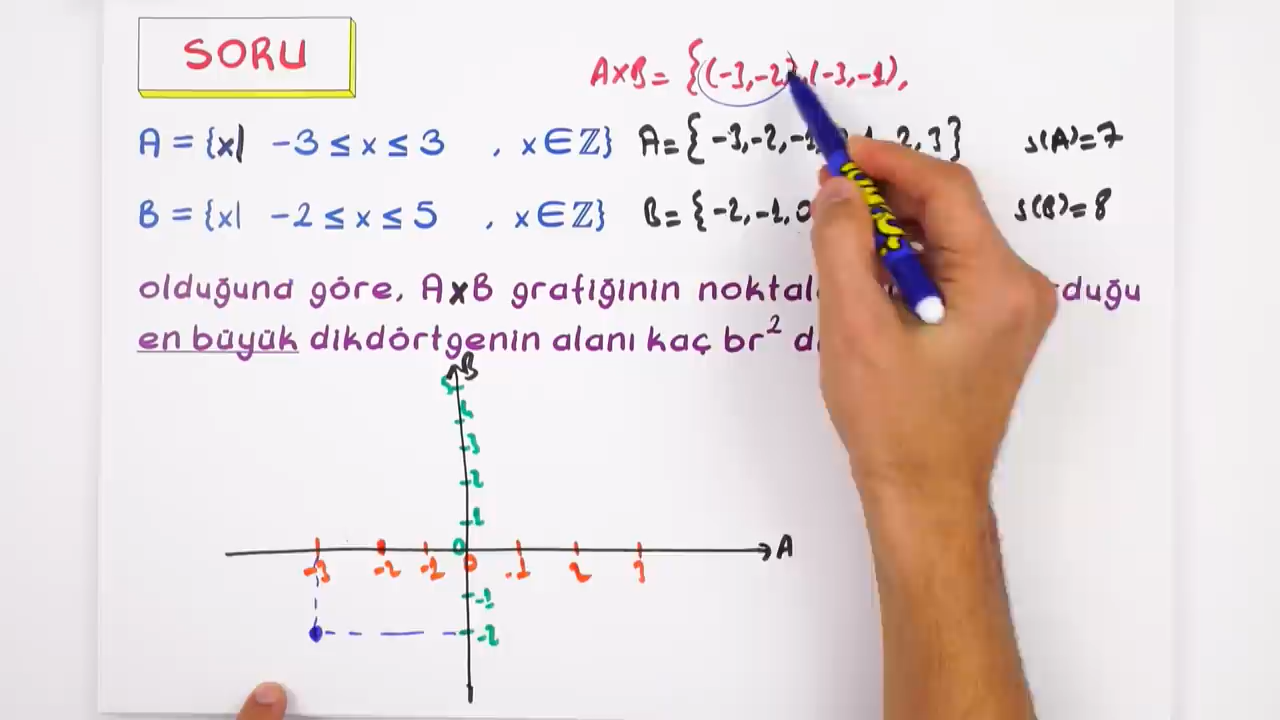 SORU
AxB = {(-3,-2),(-3,-1),
A = {x| -3 ≤ x ≤ 3 , x∈ℤ} A={-3,-2,-1, 2,3} s(A)=7
B = {x| -2 ≤ x ≤ 5 , x∈ℤ} B={-2,-1,0 s(B)=8
olduğuna göre, AxB grafiğinin
en büyük dikdörtgenin alanı kaç br²
B
5
4
3
2
1
0
A
-3 -2 -1 0 1 2 3
-1
-2